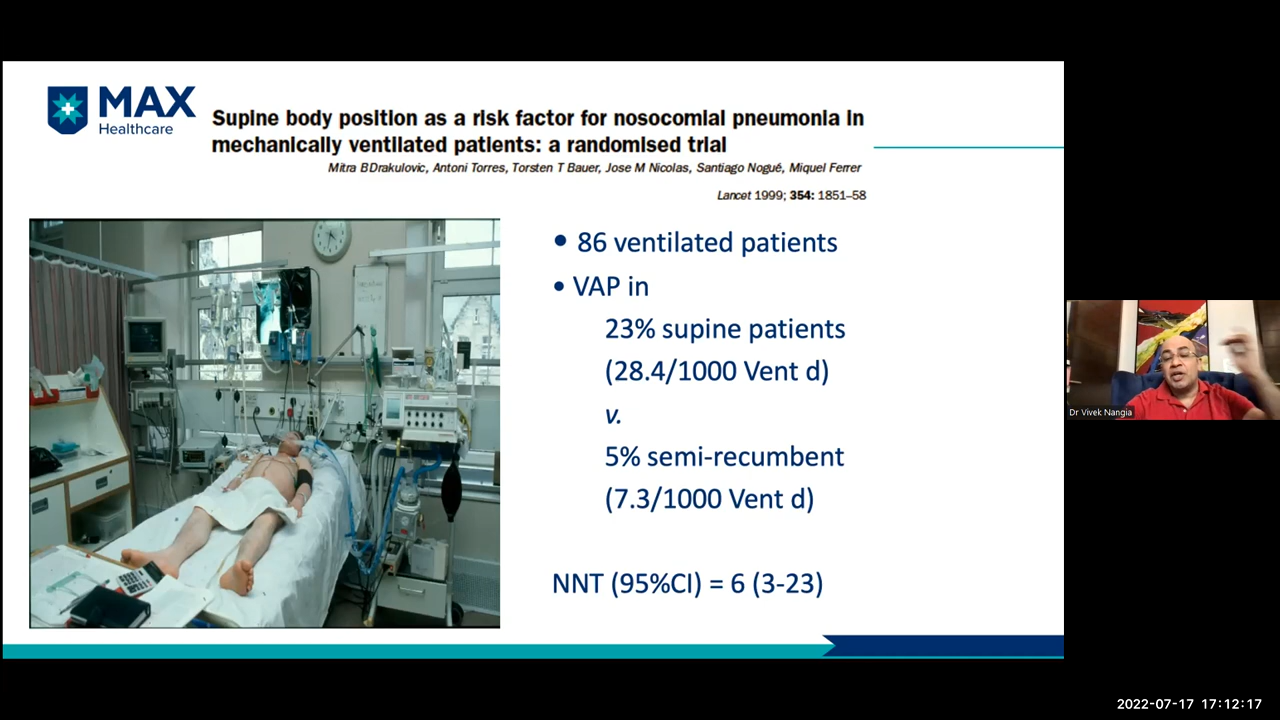 MAX
Healthcare
Supine body position as a risk factor for nosocomial pneumonia in
mechanically ventilated patients: a randomised trial
Mitra B Drakulovic, Antoni Torres, Torsten T Bauer, Jose M Nicolas, Santiago Nogué, Miquel Ferrer
Lancet 1999; 354: 1851–58
• 86 ventilated patients
• VAP in
23% supine patients
(28.4/1000 Vent d)
v.
5% semi-recumbent
(7.3/1000 Vent d)
NNT (95%CI) = 6 (3-23)
Dr Vivek Nangia
2022-07-17 17:12:17